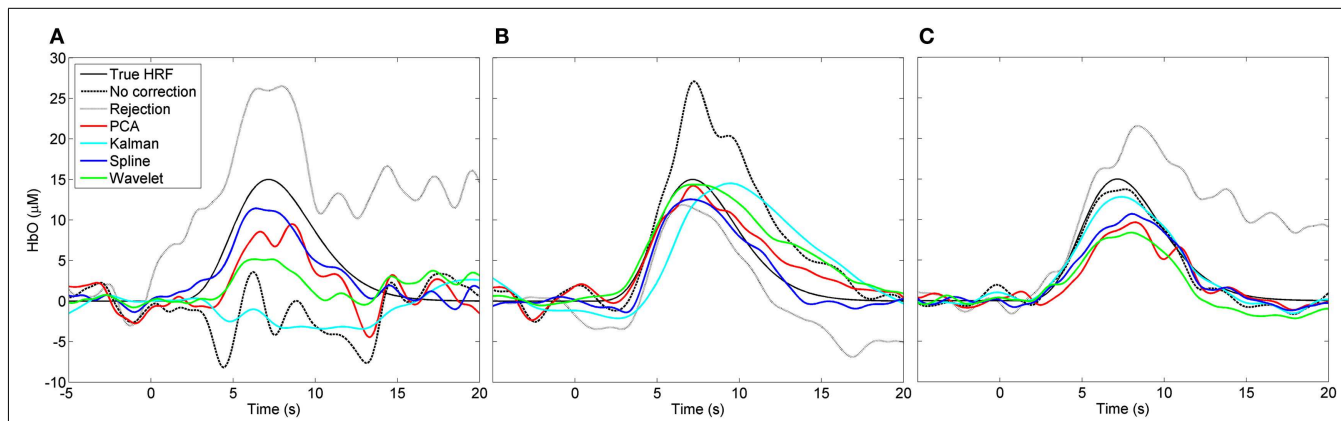 A
B
C
30
25
20
15
10
5
0
-5
-10
HbO (μM)
True HRF
No correction
Rejection
PCA
Kalman
Spline
Wavelet
-5 0 5 10 15 20
0 5 10 15 20
0 5 10 15 20
Time (s)
Time (s)
Time (s)